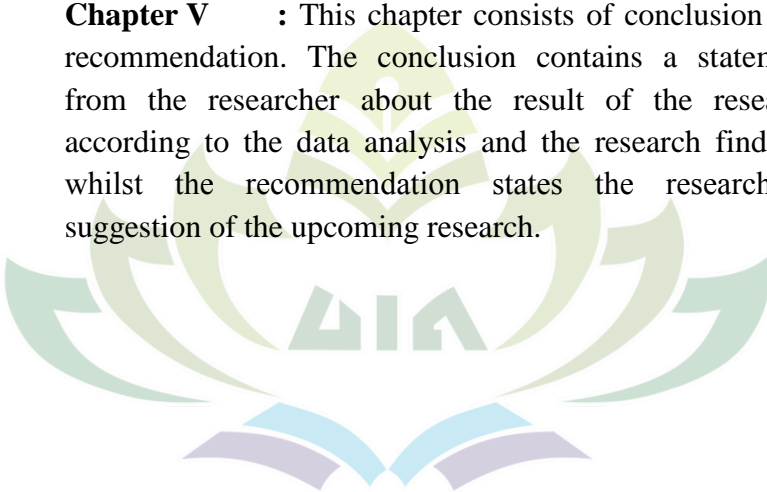 Chapter V : This chapter consists of conclusion
recommendation. The conclusion contains a
from the researcher about the result of the
according to the data analysis and the research
whilst the recommendation states the
suggestion of the upcoming research.